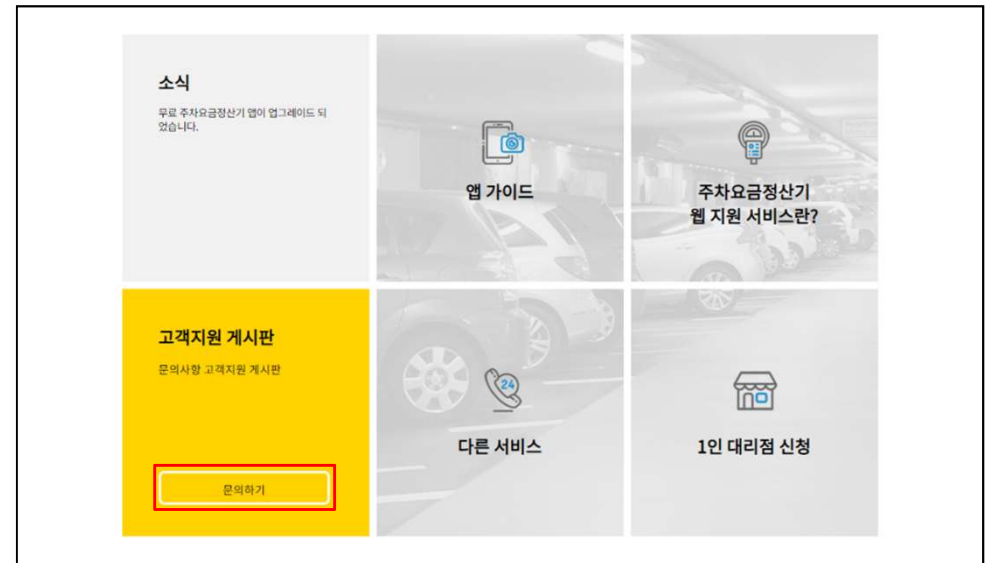 소식
무료 주차요금정산기 앱이 업그레이드 되
었습니다.
앱 가이드
주차요금정산기
웹 지원 서비스란?
고객지원 게시판
문의사항 고객지원 게시판
문의하기
24
다른 서비스
1인 대리점 신청